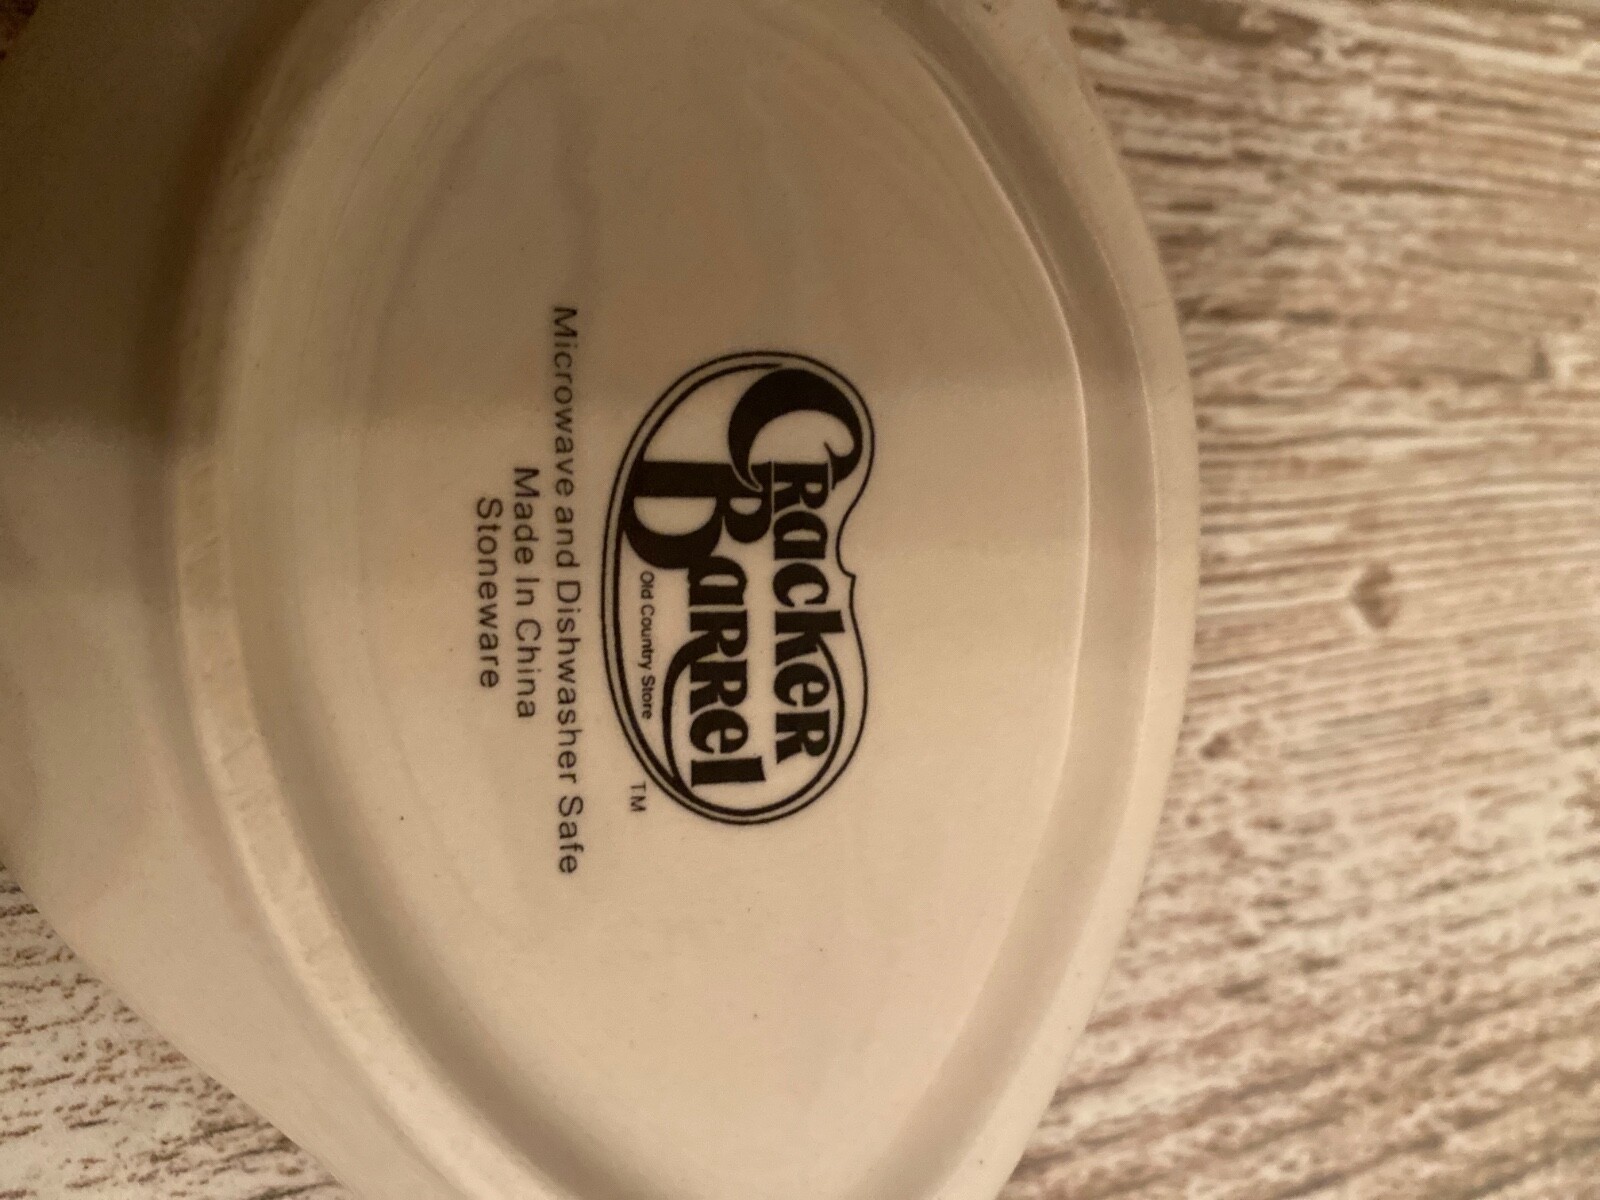 Cracker
Barrel
Old Country Store
TM
Microwave and Dishwasher Safe
Made In China
Stoneware